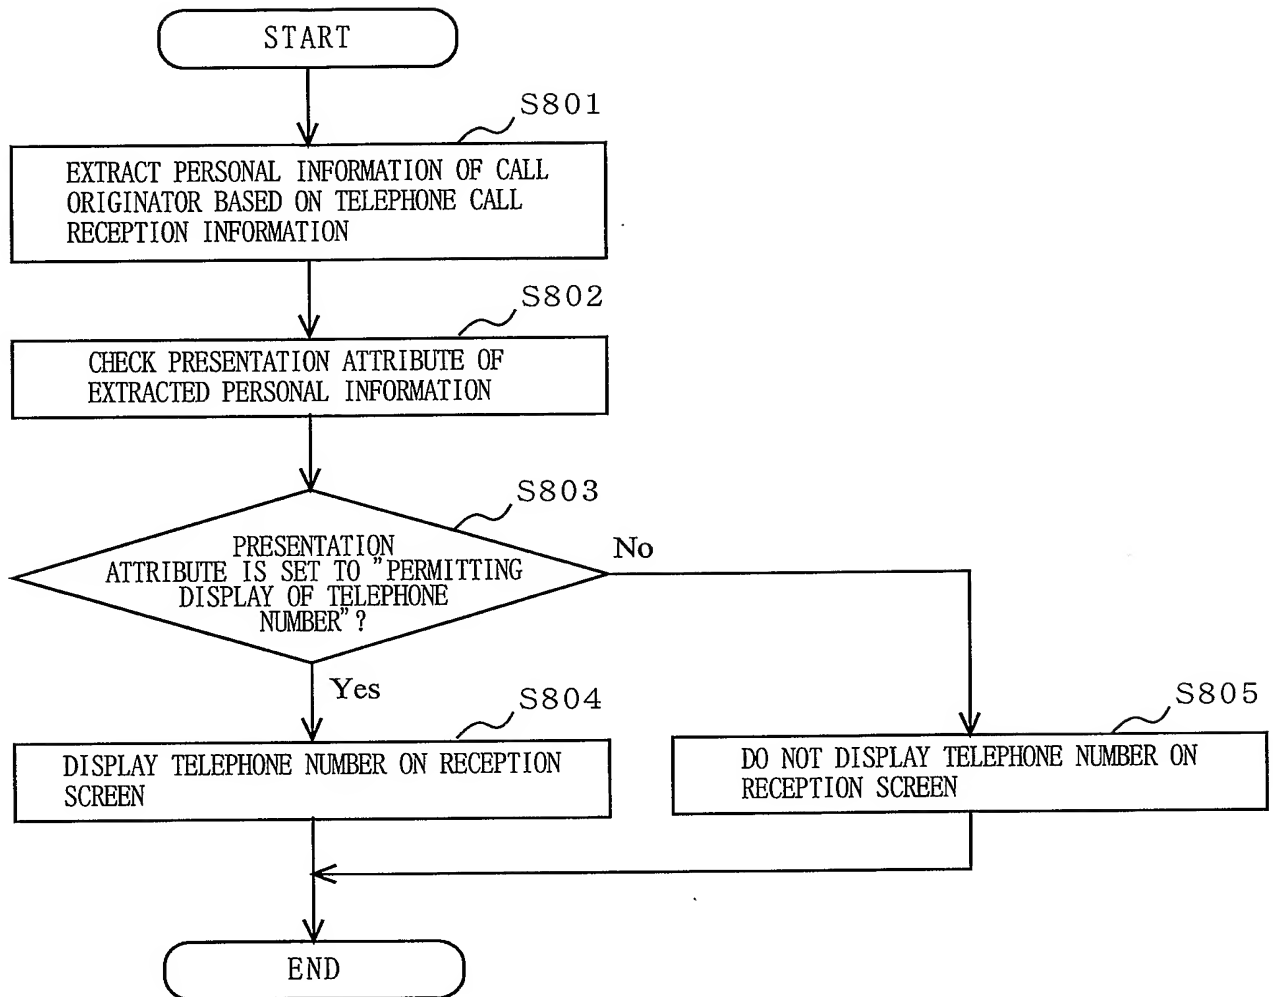 START
S801
EXTRACT PERSONAL INFORMATION OF CALL
ORIGINATOR BASED ON TELEPHONE CALL
RECEPTION INFORMATION
S802
CHECK PRESENTATION ATTRIBUTE OF
EXTRACTED PERSONAL INFORMATION
S803
PRESENTATION
ATTRIBUTE IS SET TO "PERMITTING
DISPLAY OF TELEPHONE
NUMBER"?
No
Yes
S804
DISPLAY TELEPHONE NUMBER ON RECEPTION
SCREEN
S805
DO NOT DISPLAY TELEPHONE NUMBER ON
RECEPTION SCREEN
END